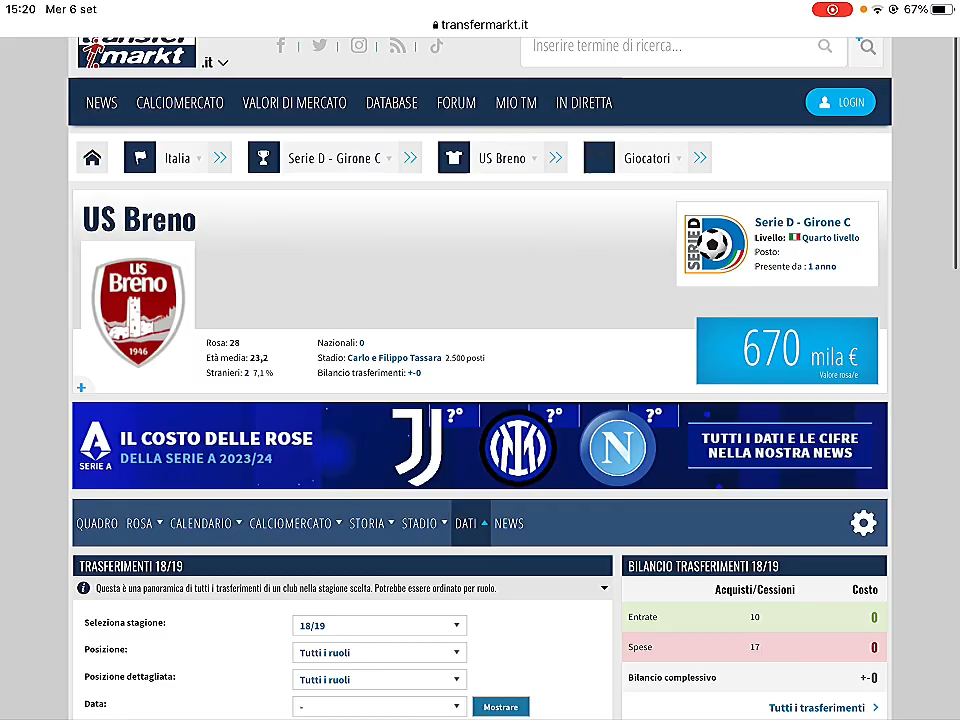 15:20 Mer 6 set
67%
transfermarkt.it
transfer
markt
.it
Inserire termine di ricerca...
NEWS CALCIOMERCATO VALORI DI MERCATO DATABASE FORUM MIO TM IN DIRETTA
LOGIN
Italia
Serie D - Girone C
US Breno
Giocatori
US Breno
US
Breno
1946
SERIE D
Serie D - Girone C
Livello: Quarto livello
Posto:
Presente da : 1 anno
Rosa: 28
Età media: 23,2
Stranieri: 2 7,1 %
Nazionali: 0
Stadio: Carlo e Filippo Tassara 2.500 posti
Bilancio trasferimenti: +-0
670 mila €
Valore rosa/e
SERIE A
IL COSTO DELLE ROSE
DELLA SERIE A 2023/24
?°
?°
?°
N
TUTTI I DATI E LE CIFRE
NELLA NOSTRA NEWS
QUADRO ROSA CALENDARIO CALCIOMERCATO STORIA STADIO DATI NEWS
TRASFERIMENTI 18/19
Questa è una panoramica di tutti i trasferimenti di un club nella stagione scelta. Potrebbe essere ordinato per ruolo.
Seleziona stagione: 18/19
Posizione: Tutti i ruoli
Posizione dettagliata: Tutti i ruoli
Data: - Mostrare
BILANCIO TRASFERIMENTI 18/19
Acquisti/Cessioni Costo
Entrate 10 0
Spese 17 0
Bilancio complessivo +-0
Tutti i trasferimenti